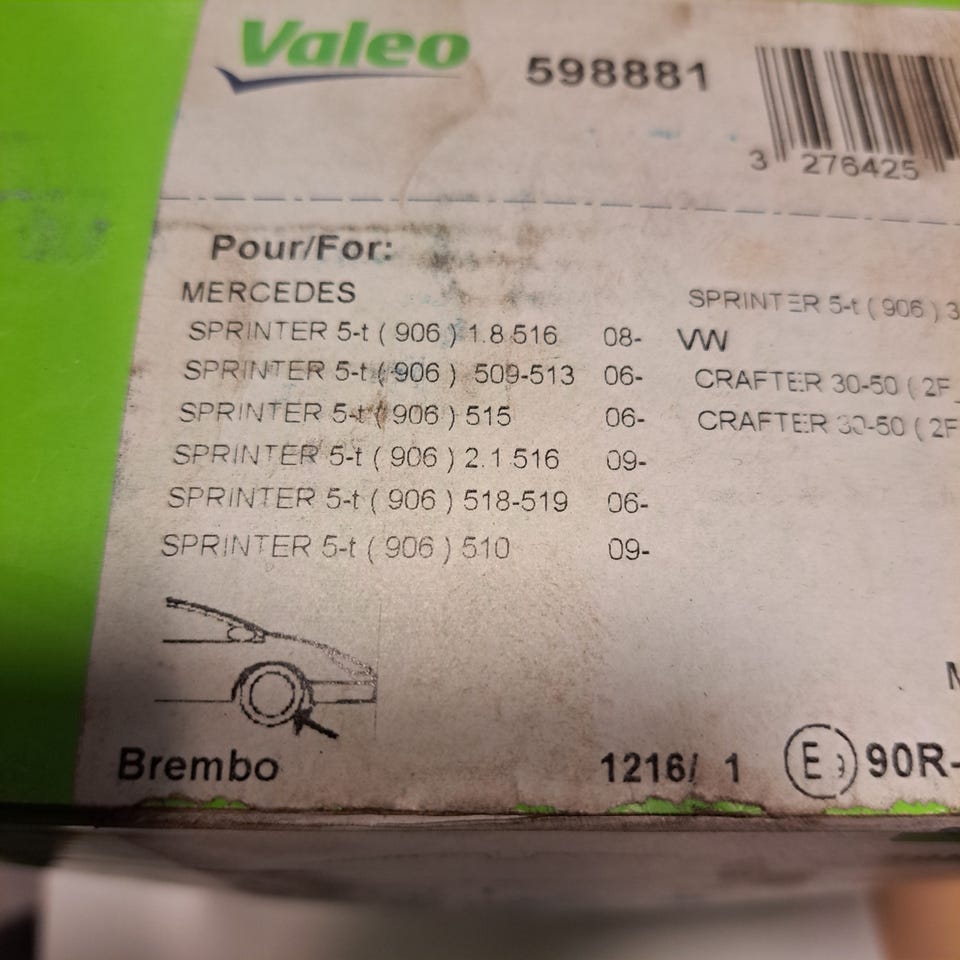 Valeo
598881
3 276425
Pour/For:
MERCEDES
SPRINTER 5-t ( 906 ) 1.8 516 08-
SPRINTER 5-t ( 906 ) 509-513 06-
SPRINTER 5-t ( 906 ) 515 06-
SPRINTER 5-t ( 906 ) 2.1 516 09-
SPRINTER 5-t ( 906 ) 518-519 06-
SPRINTER 5-t ( 906 ) 510 09-
SPRINTER 5-t ( 906 ) 3
VW
CRAFTER 30-50 ( 2F_
CRAFTER 30-50 ( 2F
Brembo
1216/ 1
E 90R-